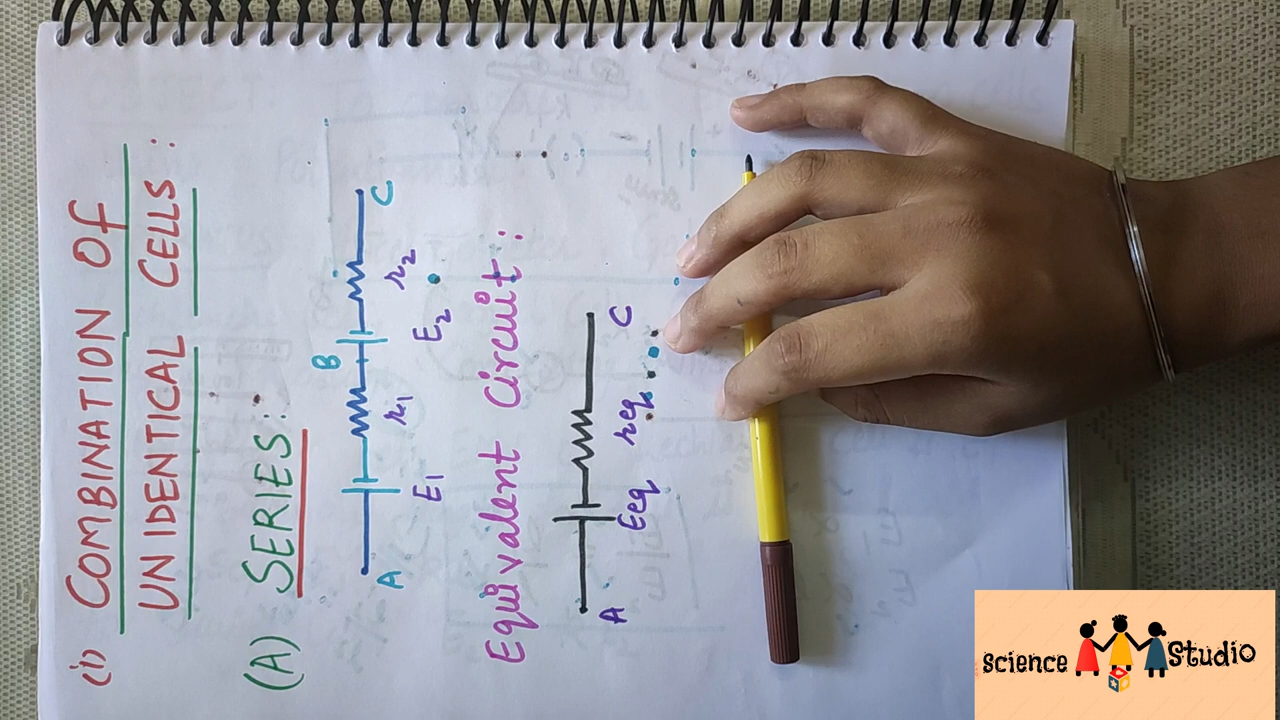 (i) COMBINATION Of
UNIDENTICAL CELLS:
(A) SERIES:
B
A C
E1 r1 E2 r2
Equivalent Circuit:
A Eeq req C
Science Studio